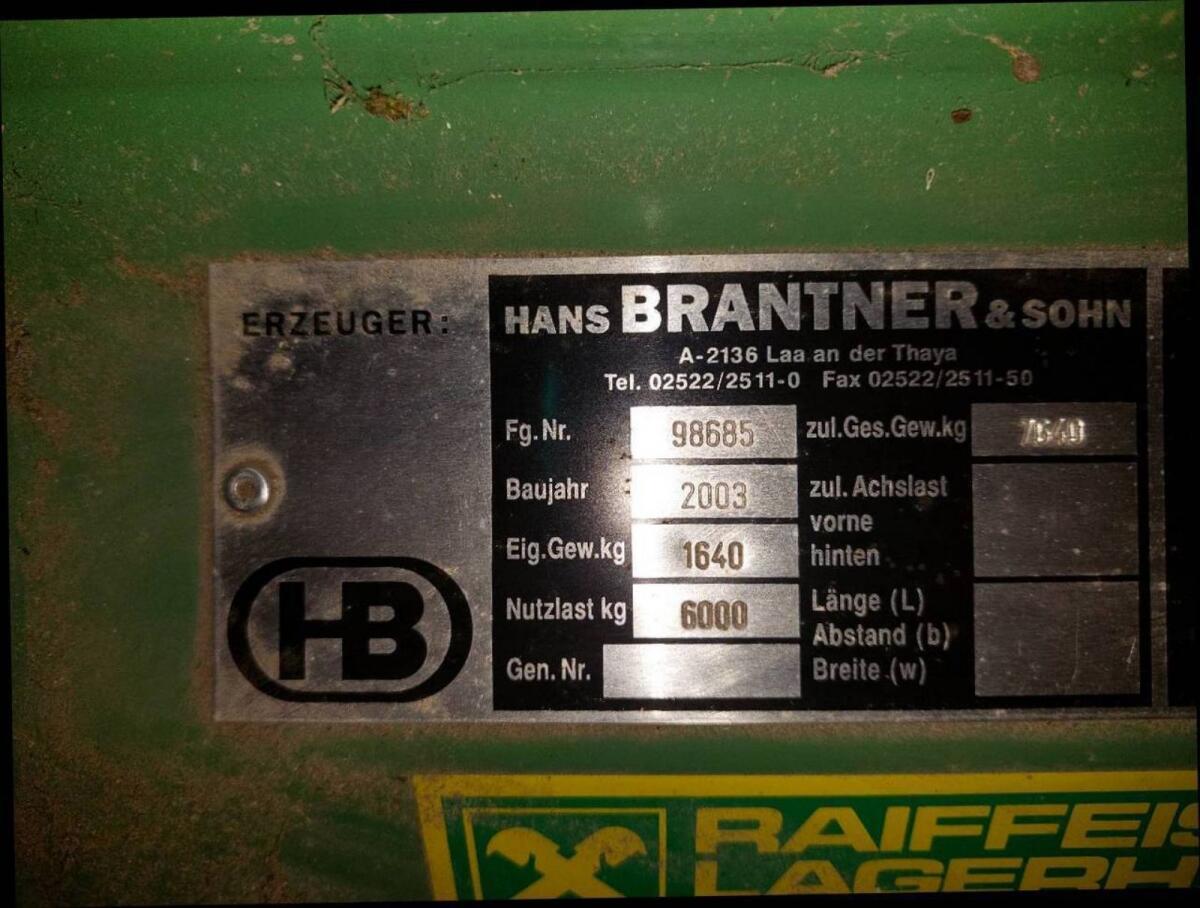 ERZEUGER:
HANS BRANTNER & SOHN
A-2136 Laa an der Thaya
Tel. 02522/2511-0 Fax 02522/2511-50
Fg.Nr. 98685 zul.Ges.Gew.kg 7640
Baujahr 2003 zul. Achslast
vorne
Eig.Gew.kg 1640 hinten
Nutzlast kg 6000 Länge (L)
Abstand (b)
Gen. Nr. Breite (w)
HB
RAIFFEIS
LAGERH